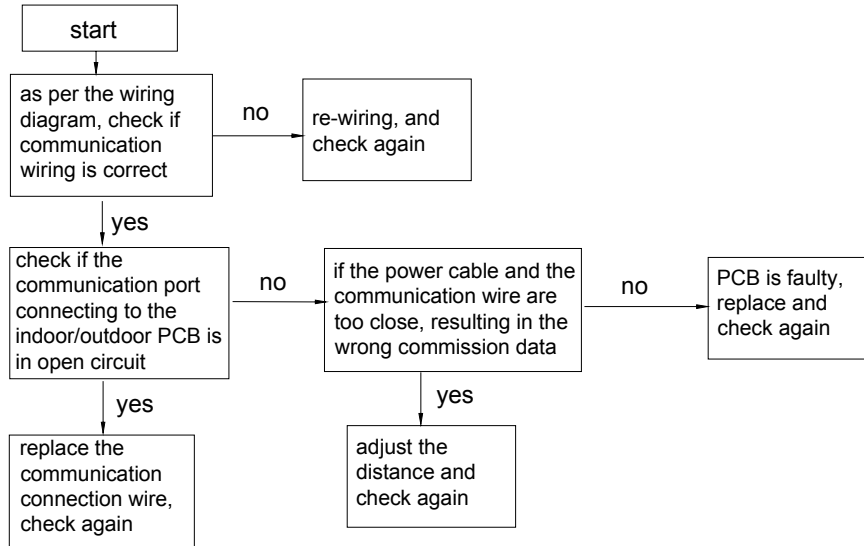 start
as per the wiring
diagram, check if
communication
wiring is correct
no
re-wiring, and
check again
yes
check if the
communication port
connecting to the
indoor/outdoor PCB is
in open circuit
no
if the power cable and the
communication wire are
too close, resulting in the
wrong commission data
no
PCB is faulty,
replace and
check again
yes
replace the
communication
connection wire,
check again
yes
adjust the
distance and
check again